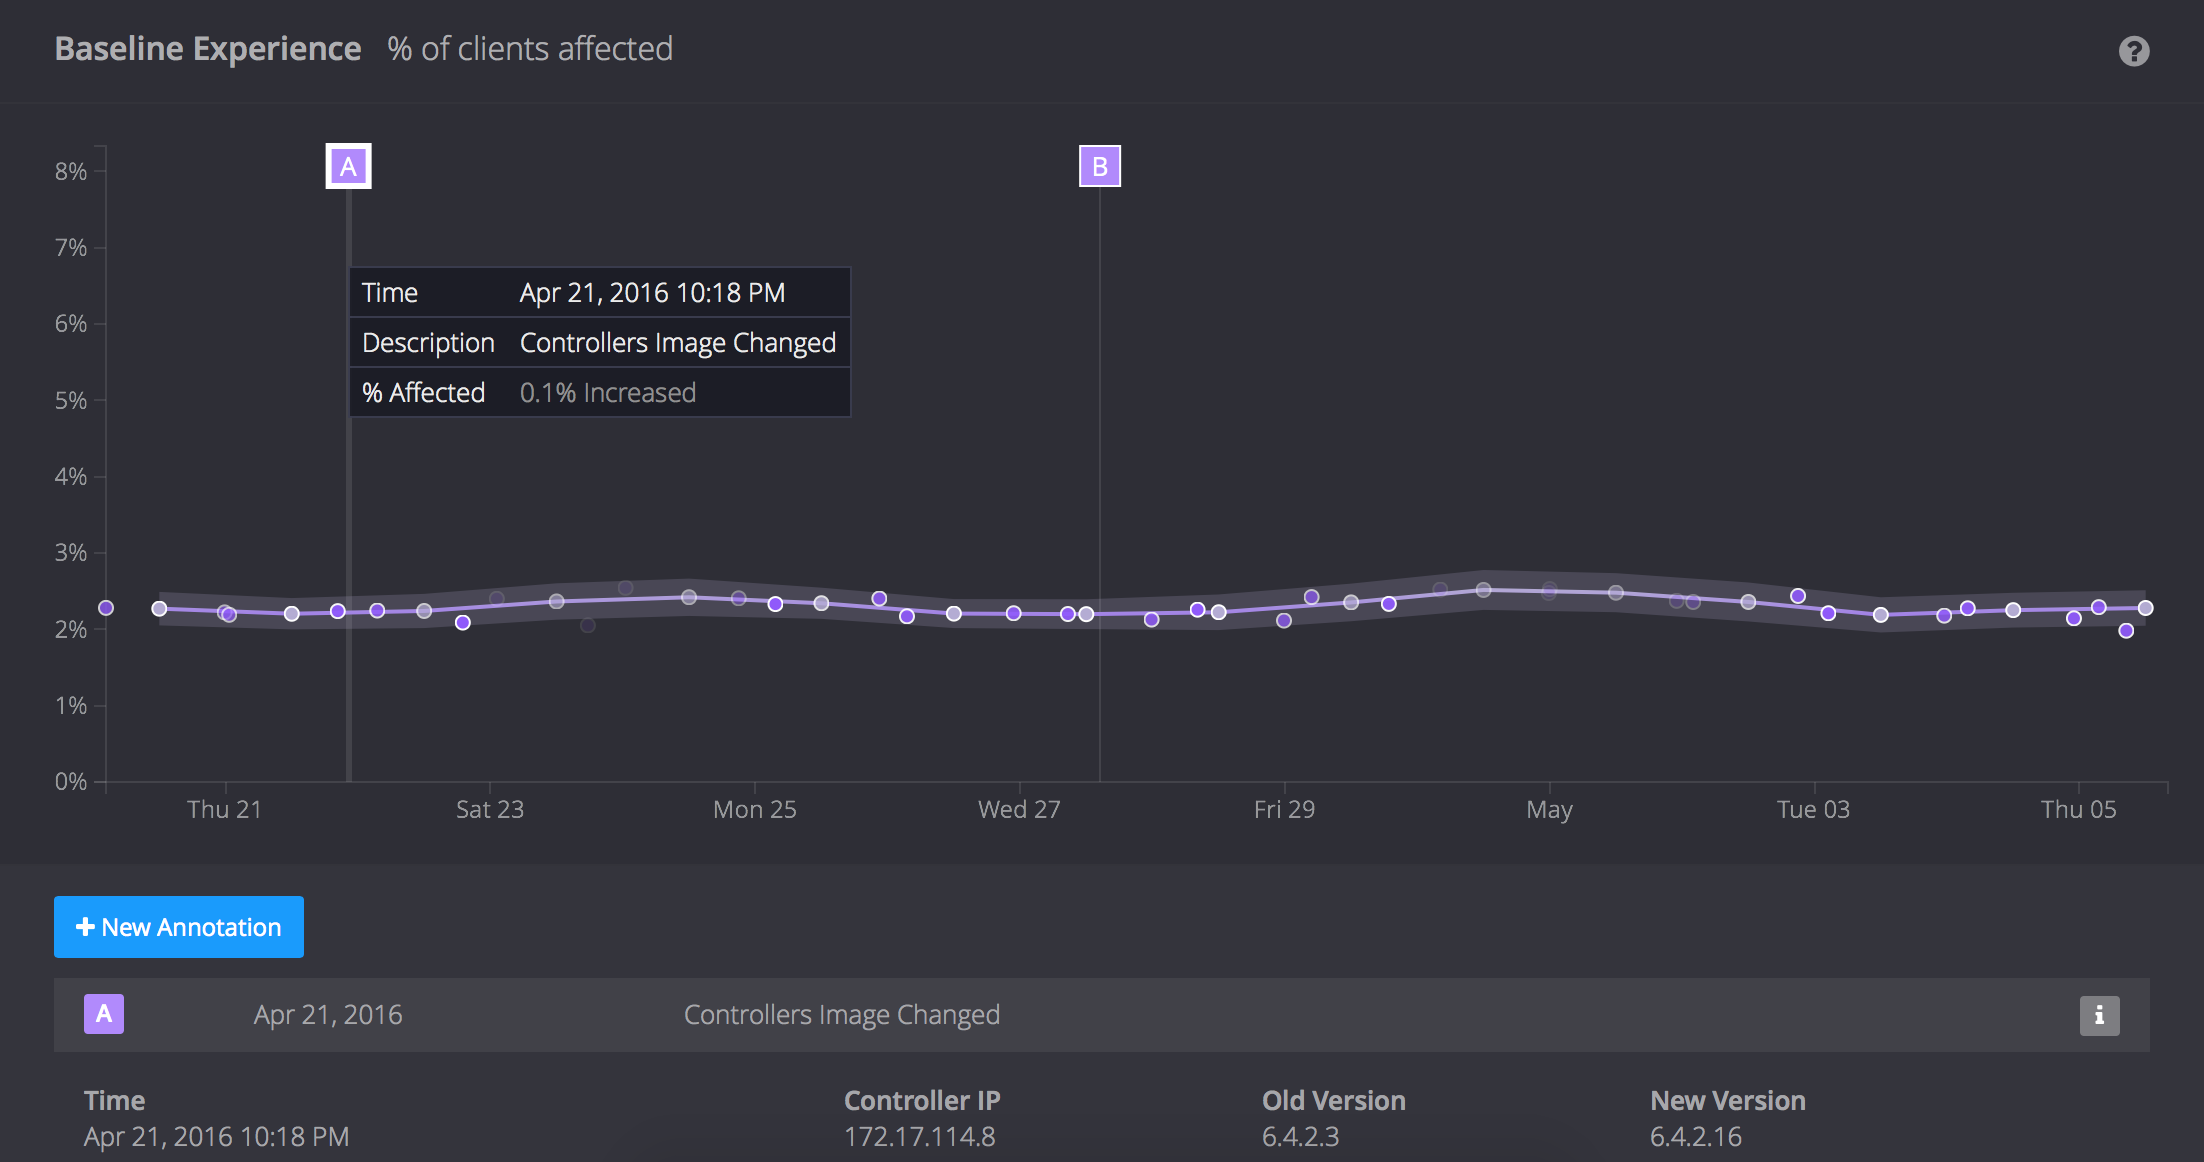 Baseline Experience % of clients affected
?
A B
8%
7%
Time Apr 21, 2016 10:18 PM
6%
Description Controllers Image Changed
% Affected 0.1% Increased
5%
4%
3%
2%
1%
0%
Thu 21 Sat 23 Mon 25 Wed 27 Fri 29 May Tue 03 Thu 05
+ New Annotation
A Apr 21, 2016 Controllers Image Changed i
Time Controller IP Old Version New Version
Apr 21, 2016 10:18 PM 172.17.114.8 6.4.2.3 6.4.2.16